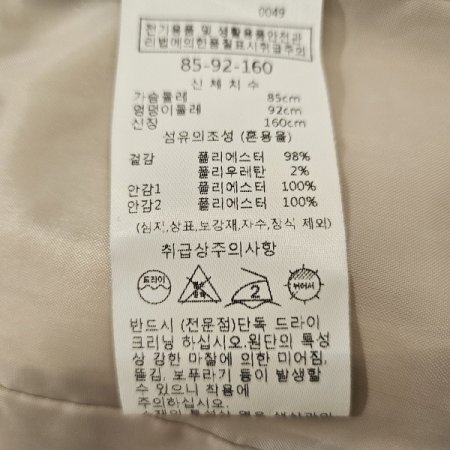 0049
전기용품 및 생활용품안전관
리법에의한품질표시취급주의
85-92-160
신체치수
가슴둘레 85cm
엉덩이둘레 92cm
신장 160cm
섬유의조성 (혼용율)
겉감 폴리에스터 98%
폴리우레탄 2%
안감1 폴리에스터 100%
안감2 폴리에스터 100%
(심지,상표,보강재,자수,장식 제외)
취급상주의사항
드라이
2
뉘어서
반드시 (전문점)단독 드라이
크리닝 하십시오.원단의 특성
상 강한 마찰에 의한 미어짐,
뜰김, 보푸라기 등이 발생할
수 있으니 착용에
주의하십시오.